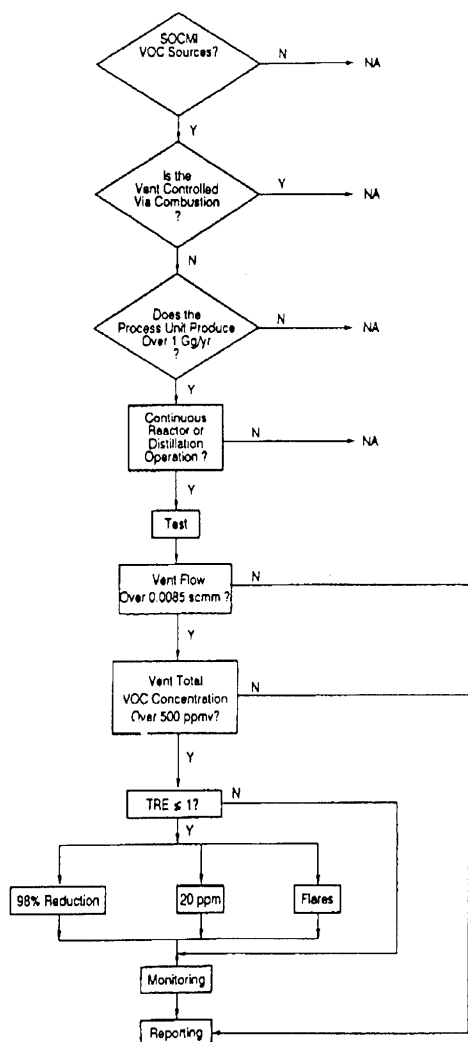 SOCMI
VOC Sources?
N
NA
Y
Is the
Vent Controlled
Via Combustion
?
Y
NA
N
Does the
Process Unit Produce
Over 1 Gg/yr
?
N
NA
Y
Continuous
Reactor or
Distillation
Operation ?
N
NA
Y
Test
Vent Flow
Over 0.0085 scmm ?
N
Y
Vent Total
VOC Concentration
Over 500 ppmv?
N
Y
TRE ≤ 1?
N
Y
98% Reduction
20 ppm
Flares
Monitoring
Reporting